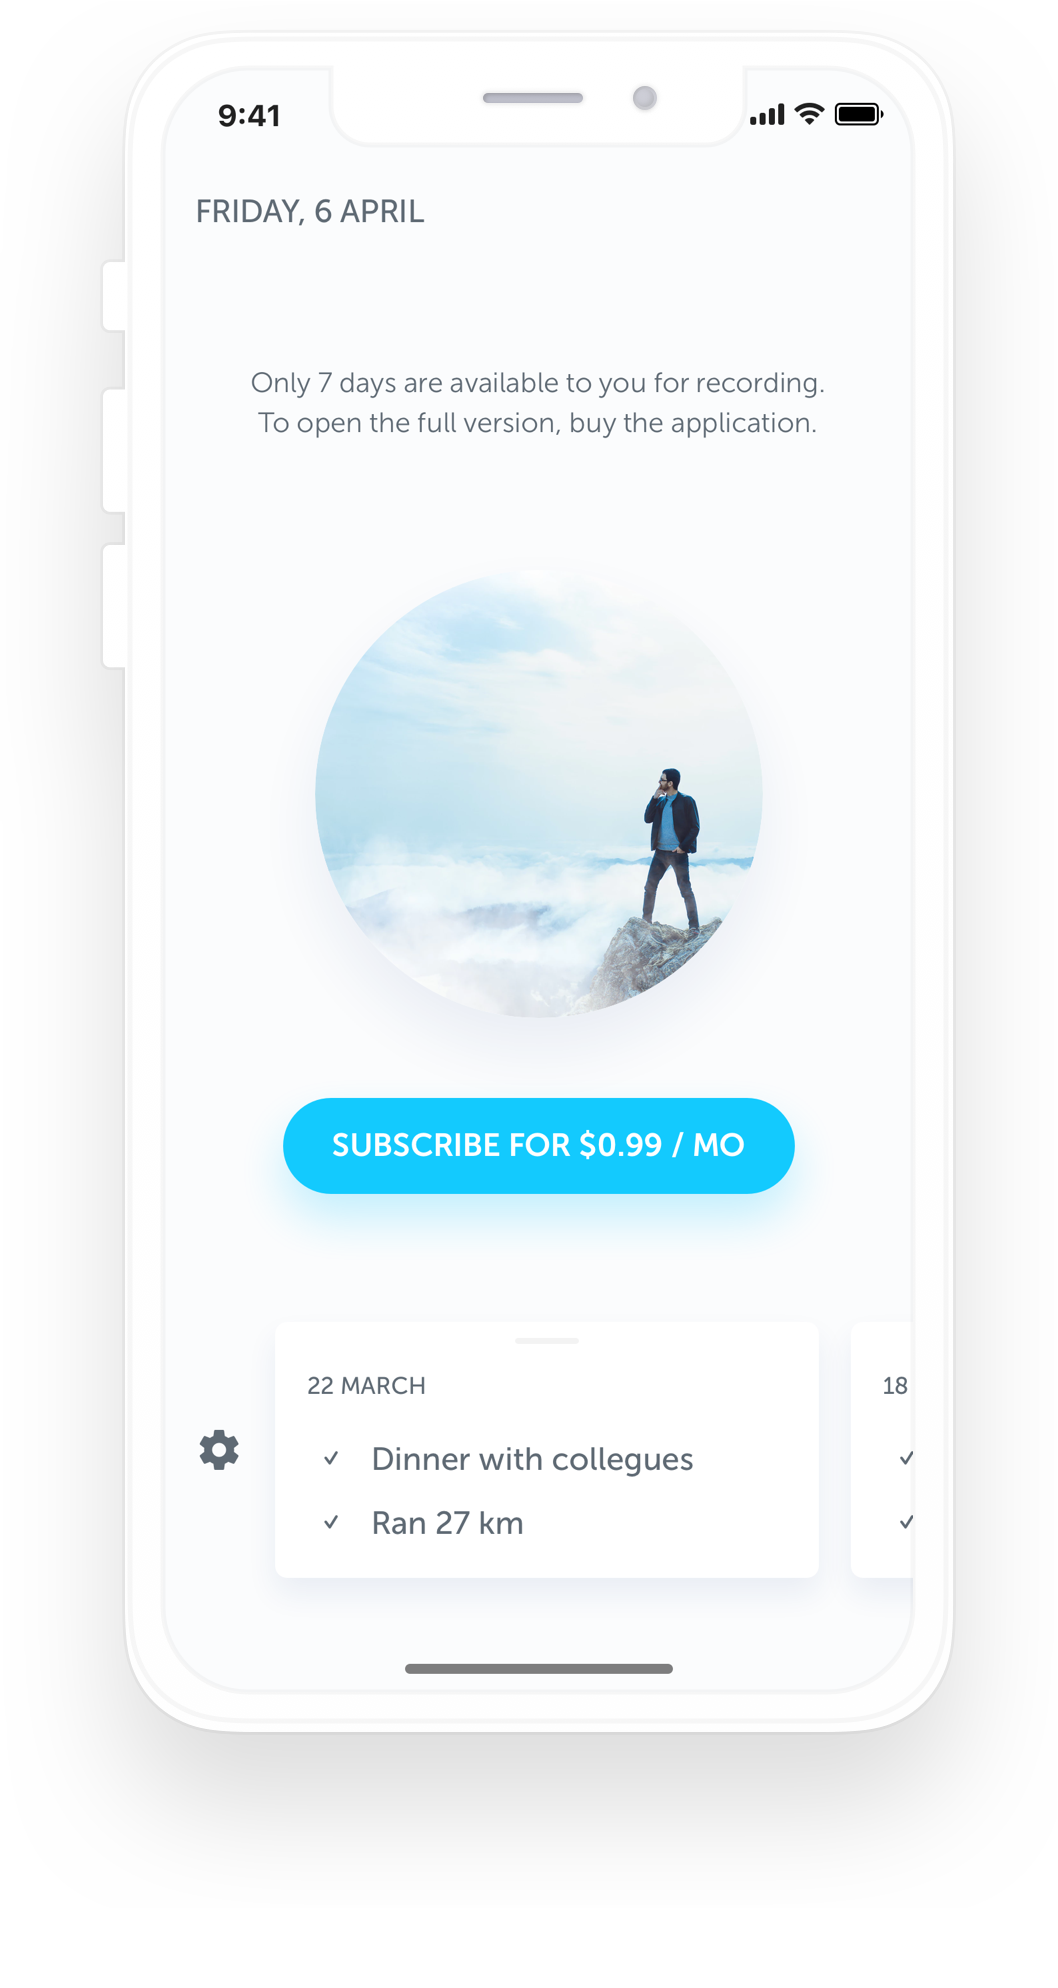 9:41
FRIDAY, 6 APRIL
Only 7 days are available to you for recording.
To open the full version, buy the application.
SUBSCRIBE FOR $0.99 / MO
22 MARCH
18
Dinner with collegues
Ran 27 km